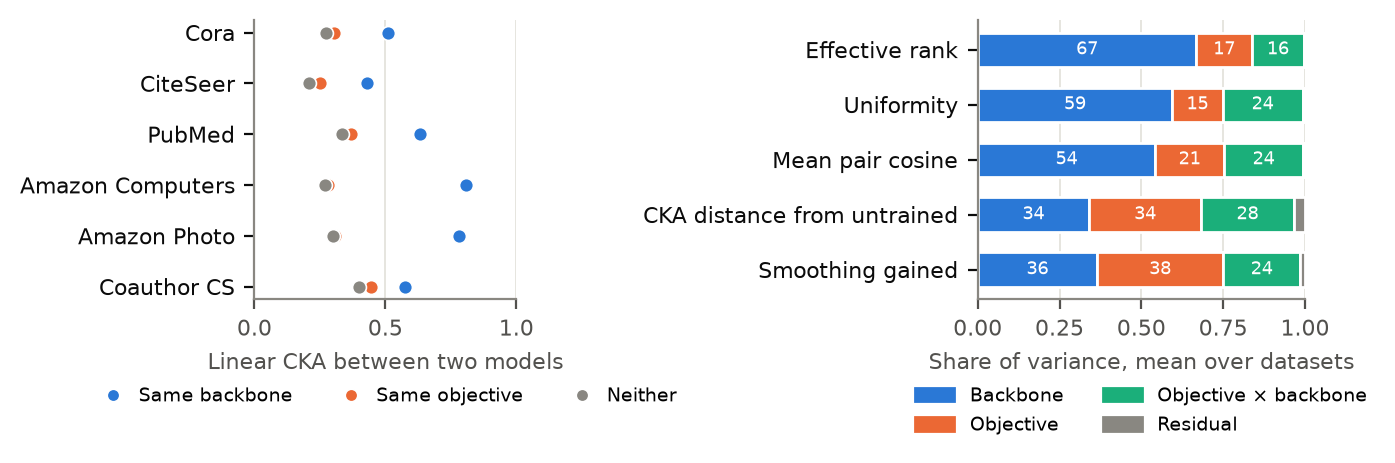 Cora
CiteSeer
PubMed
Amazon Computers
Amazon Photo
Coauthor CS
0.0 0.5 1.0
Linear CKA between two models
Same backbone Same objective Neither
Effective rank 67 17 16
Uniformity 59 15 24
Mean pair cosine 54 21 24
CKA distance from untrained 34 34 28
Smoothing gained 36 38 24
0.00 0.25 0.50 0.75 1.00
Share of variance, mean over datasets
Backbone Objective × backbone
Objective Residual